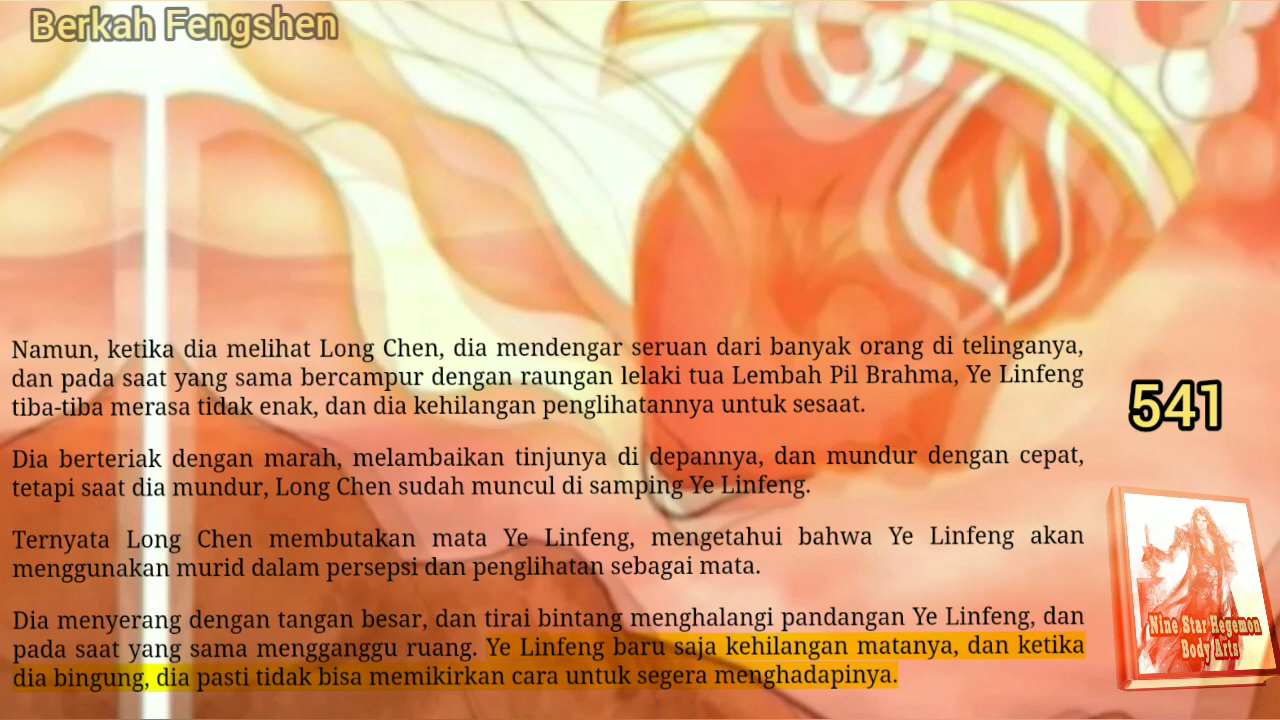 Berkah Fengshen
Namun, ketika dia melihat Long Chen, dia mendengar seruan dari banyak orang di telinganya,
dan pada saat yang sama bercampur dengan raungan lelaki tua Lembah Pil Brahma, Ye Linfeng
tiba-tiba merasa tidak enak, dan dia kehilangan penglihatannya untuk sesaat.
Dia berteriak dengan marah, melambaikan tinjunya di depannya, dan mundur dengan cepat,
tetapi saat dia mundur, Long Chen sudah muncul di samping Ye Linfeng.
Ternyata Long Chen membutakan mata Ye Linfeng, mengetahui bahwa Ye Linfeng akan
menggunakan murid dalam persepsi dan penglihatan sebagai mata.
Dia menyerang dengan tangan besar, dan tirai bintang menghalangi pandangan Ye Linfeng, dan
pada saat yang sama mengganggu ruang. Ye Linfeng baru saja kehilangan matanya, dan ketika
dia bingung, dia pasti tidak bisa memikirkan cara untuk segera menghadapinya.
541
Nine Star Hegemon
Body Arts